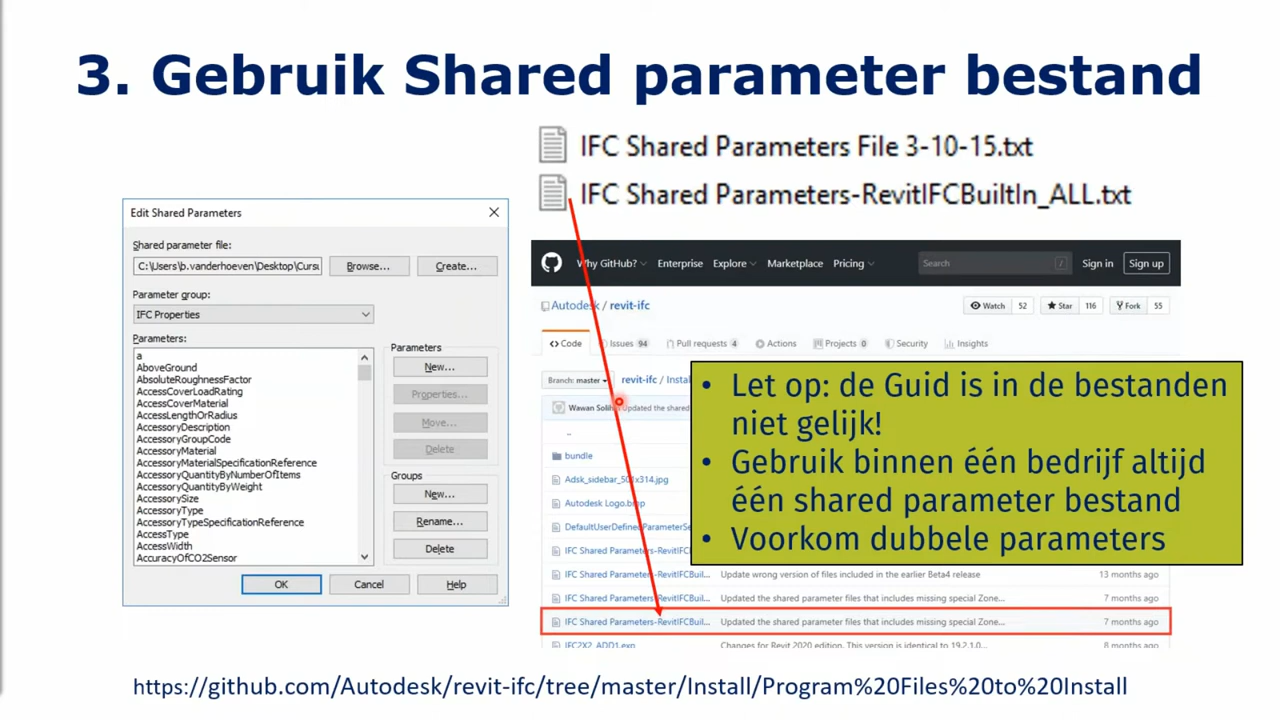 3. Gebruik Shared parameter bestand
IFC Shared Parameters File 3-10-15.txt
IFC Shared Parameters-RevitIFCBuiltIn_ALL.txt
Edit Shared Parameters
Shared parameter file:
C:\Users\b.vanderhoeven\Desktop\Cursu
Browse...
Create...
Parameter group:
IFC Properties
Parameters:
a
AboveGround
AbsoluteRoughnessFactor
AccessCoverLoadRating
AccessCoverMaterial
AccessLengthOrRadius
AccessoryDescription
AccessoryGroupCode
AccessoryMaterial
AccessoryMaterialSpecificationReference
AccessoryQuantityByNumberOfItems
AccessoryQuantityByWeight
AccessorySize
AccessoryType
AccessoryTypeSpecificationReference
AccessType
AccessWidth
AccuracyOfCO2Sensor
Parameters
New...
Properties...
Move...
Delete
Groups
New...
Rename...
Delete
OK
Cancel
Help
Why GitHub?
Enterprise
Explore
Marketplace
Pricing
Search
/
Sign in
Sign up
Autodesk / revit-ifc
Watch 52
Star 116
Fork 55
Code
Issues 94
Pull requests 4
Actions
Projects 0
Security
Insights
Branch: master
revit-ifc / Install
Wawan Solih
updated the shared
..
bundle
Adsk_sidebar_501x314.jpg
Autodesk Logo.bmp
DefaultUserDefinedParameterSe
IFC Shared Parameters-RevitIFC
IFC Shared Parameters-RevitIFCBuil... Update wrong version of files included in the earlier Beta4 release 13 months ago
IFC Shared Parameters-RevitIFCBuil... Updated the shared parameter files that includes missing special Zone... 7 months ago
IFC Shared Parameters-RevitIFCBuil... Updated the shared parameter files that includes missing special Zone... 7 months ago
IFC2X2_ADD1.exp Changes for Revit 2020 edition. This version is identical to 19.2.1.0 8 months ago
• Let op: de Guid is in de bestanden
niet gelijk!
• Gebruik binnen één bedrijf altijd
één shared parameter bestand
• Voorkom dubbele parameters
https://github.com/Autodesk/revit-ifc/tree/master/Install/Program%20Files%20to%20Install